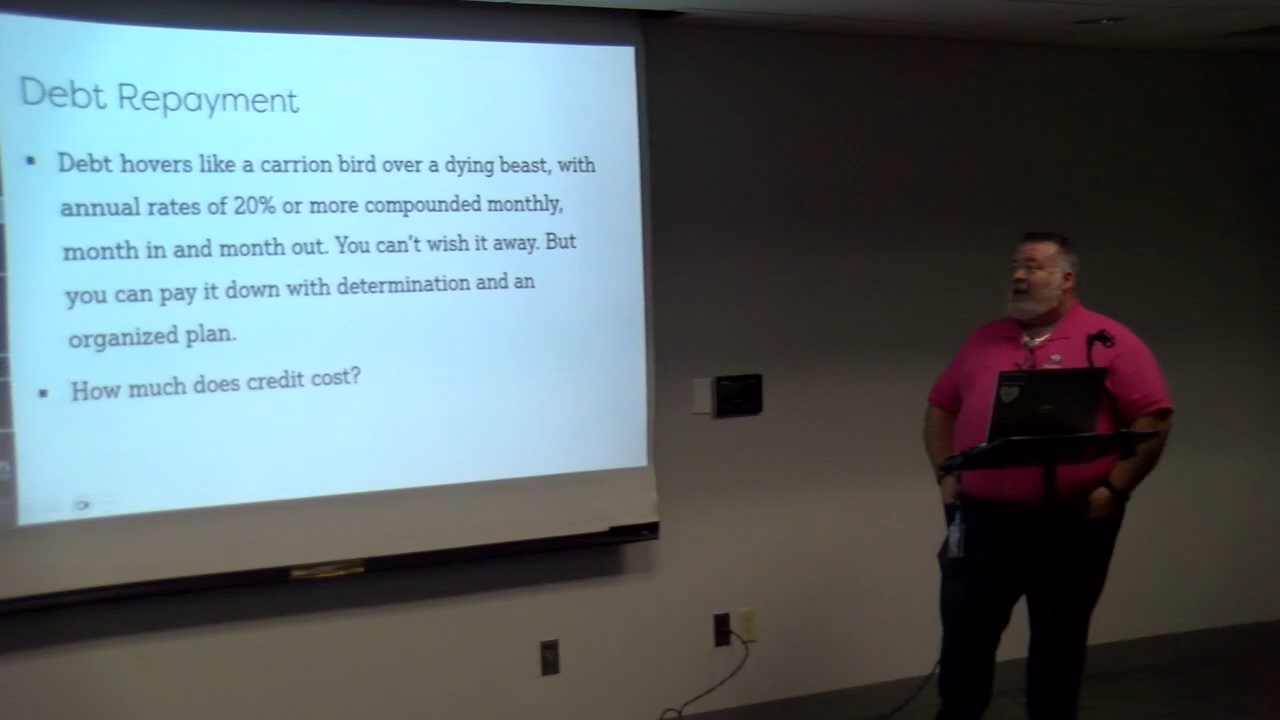 Debt Repayment
▪ Debt hovers like a carrion bird over a dying beast, with
annual rates of 20% or more compounded monthly,
month in and month out. You can't wish it away. But
you can pay it down with determination and an
organized plan.
▪ How much does credit cost?